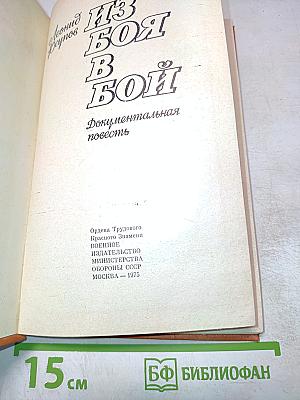 Леонид
ИЗ
БОЯ
В
БОЙ
Документальная
повесть
Ордена Трудового
Красного Знамени
ВОЕННОЕ
ИЗДАТЕЛЬСТВО
МИНИСТЕРСТВА
ОБОРОНЫ СССР
МОСКВА — 1975
15 см
БФ БИБЛИОФАН